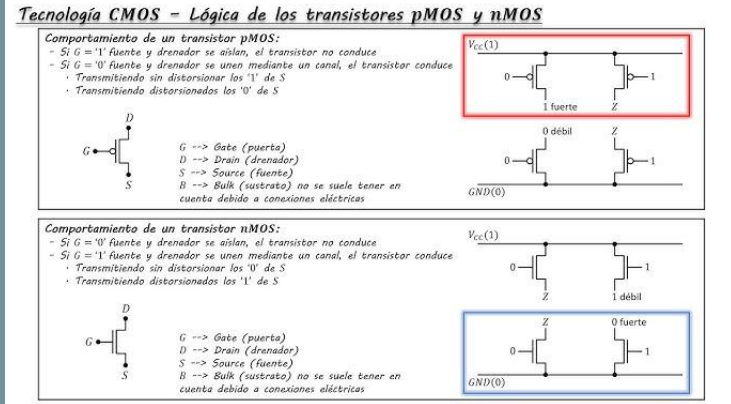 Tecnología CMOS - Lógica de los transistores pMOS y nMOS
Comportamiento de un transistor pMOS:
- Si G = '1' fuente y drenador se aíslan, el transistor no conduce
- Si G = '0' fuente y drenador se unen mediante un canal, el transistor conduce
· Transmitiendo sin distorsionar los '1' de S
· Transmitiendo distorsionados los '0' de S
D
G
S
G --> Gate (puerta)
D --> Drain (drenador)
S --> Source (fuente)
B --> Bulk (sustrato) no se suele tener en
cuenta debido a conexiones eléctricas
Vcc(1)
0 1
1 fuerte Z
0 débil Z
0 1
GND(0)
Comportamiento de un transistor nMOS:
- Si G = '0' fuente y drenador se aíslan, el transistor no conduce
- Si G = '1' fuente y drenador se unen mediante un canal, el transistor conduce
· Transmitiendo sin distorsionar los '0' de S
· Transmitiendo distorsionados los '1' de S
D
G
S
G --> Gate (puerta)
D --> Drain (drenador)
S --> Source (fuente)
B --> Bulk (sustrato) no se suele tener en
cuenta debido a conexiones eléctricas
Vcc(1)
0 1
Z 1 débil
Z 0 fuerte
0 1
GND(0)